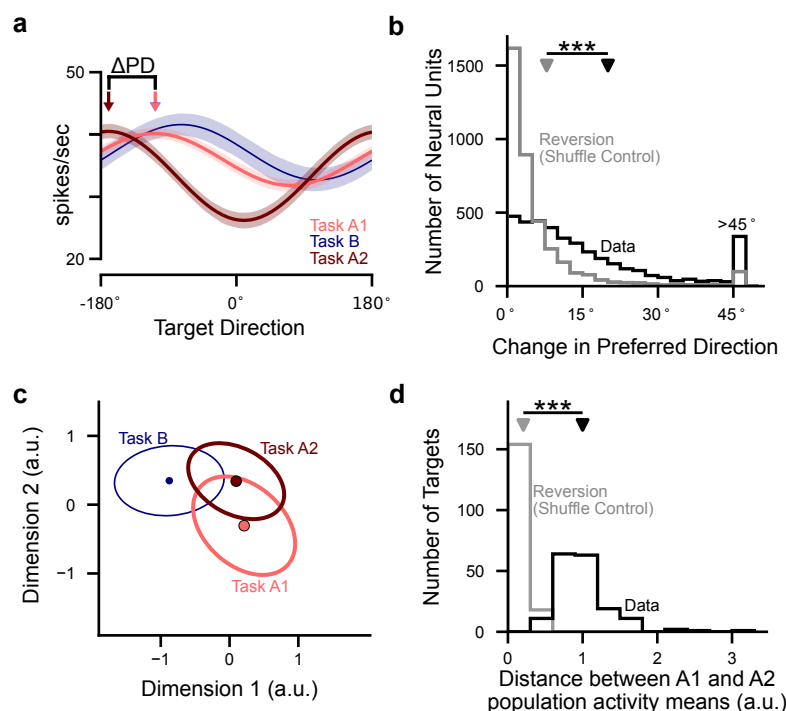 a
50
ΔPD
spikes/sec
Task A1
Task B
Task A2
20
-180°
0°
180°
Target Direction
b
***
1500
Reversion
(Shuffle Control)
1000
Number of Neural Units
500
>45°
Data
0
0°
15°
30°
45°
Change in Preferred Direction
c
Task B
Task A2
1
0
Dimension 2 (a.u.)
−1
Task A1
−1
0
1
Dimension 1 (a.u.)
d
***
150
Reversion
(Shuffle Control)
100
Number of Targets
50
Data
0
0
1
2
3
Distance between A1 and A2
population activity means (a.u.)